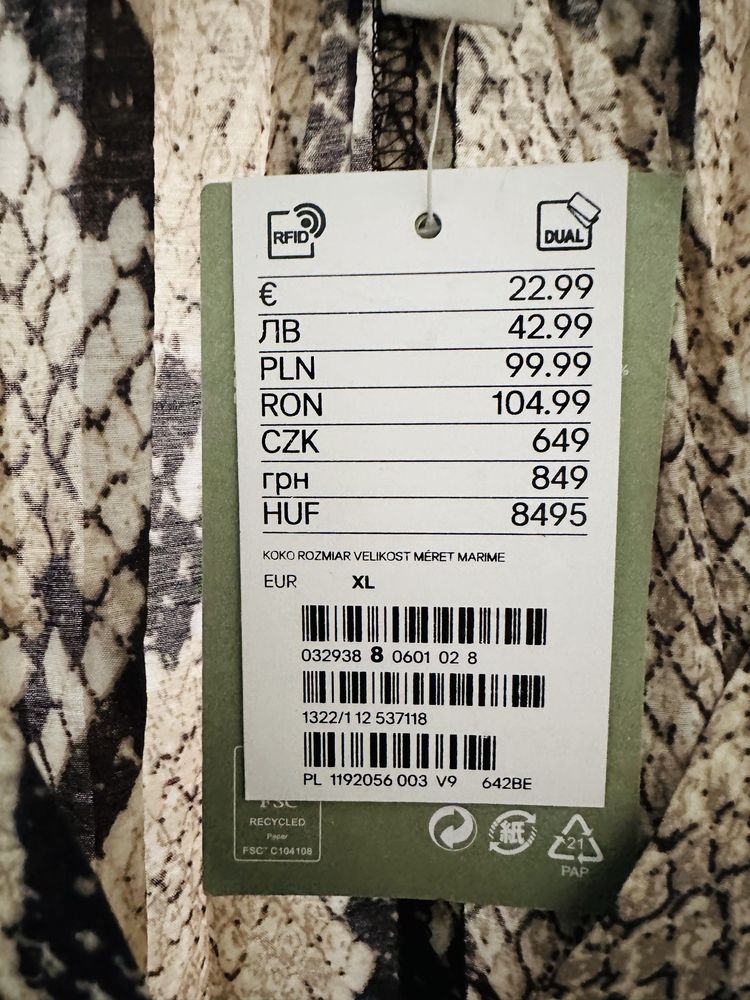 RFID
DUAL
€ 22.99
ЛВ 42.99
PLN 99.99
RON 104.99
CZK 649
грн 849
HUF 8495
KOKO ROZMIAR VELIKOST MÉRET MARIME
EUR XL
032938 8 0601 02 8
1322/1 12 537118
PL 1192056 003 V9 642BE
FSC
RECYCLED
Paper
FSC™ C104108
紙
21
PAP